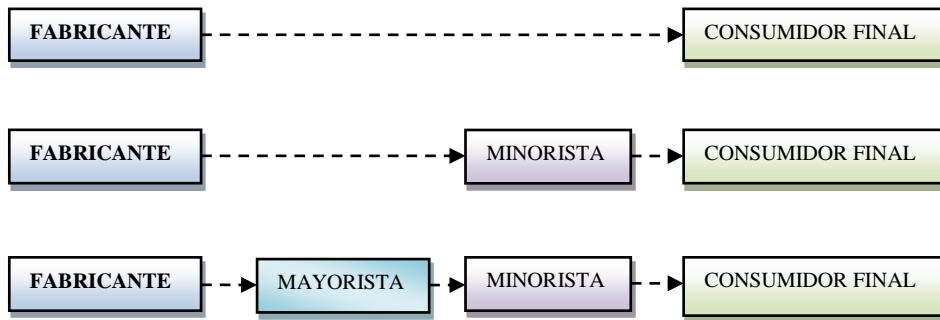 FABRICANTE CONSUMIDOR FINAL
FABRICANTE MINORISTA CONSUMIDOR FINAL
FABRICANTE MAYORISTA MINORISTA CONSUMIDOR FINAL